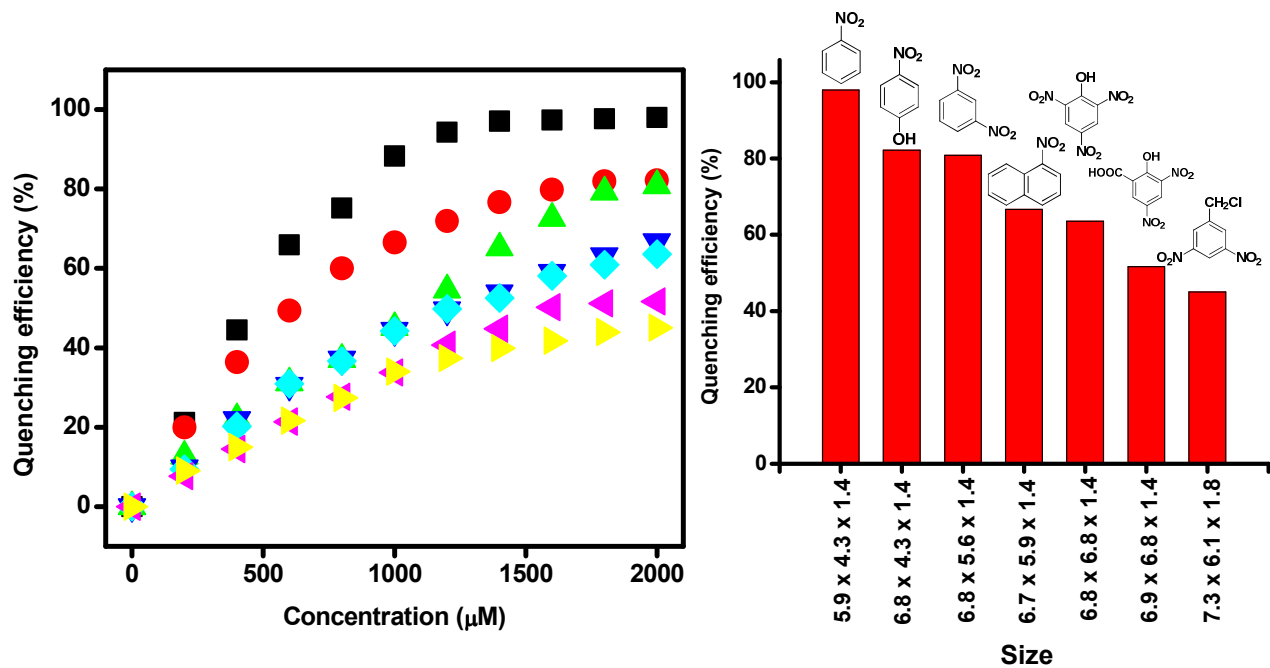 Quenching efficiency (%)
100
80
60
40
20
0
0 500 1000 1500 2000
Concentration (μM)
Quenching efficiency (%)
100
80
60
40
20
0
NO2
NO2
OH
NO2
NO2
NO2
OH
NO2
NO2
NO2
OH
HOOC
NO2
NO2
CH2Cl
O2N
NO2
5.9 x 4.3 x 1.4
6.8 x 4.3 x 1.4
6.8 x 5.6 x 1.4
6.7 x 5.9 x 1.4
6.8 x 6.8 x 1.4
6.9 x 6.8 x 1.4
7.3 x 6.1 x 1.8
Size